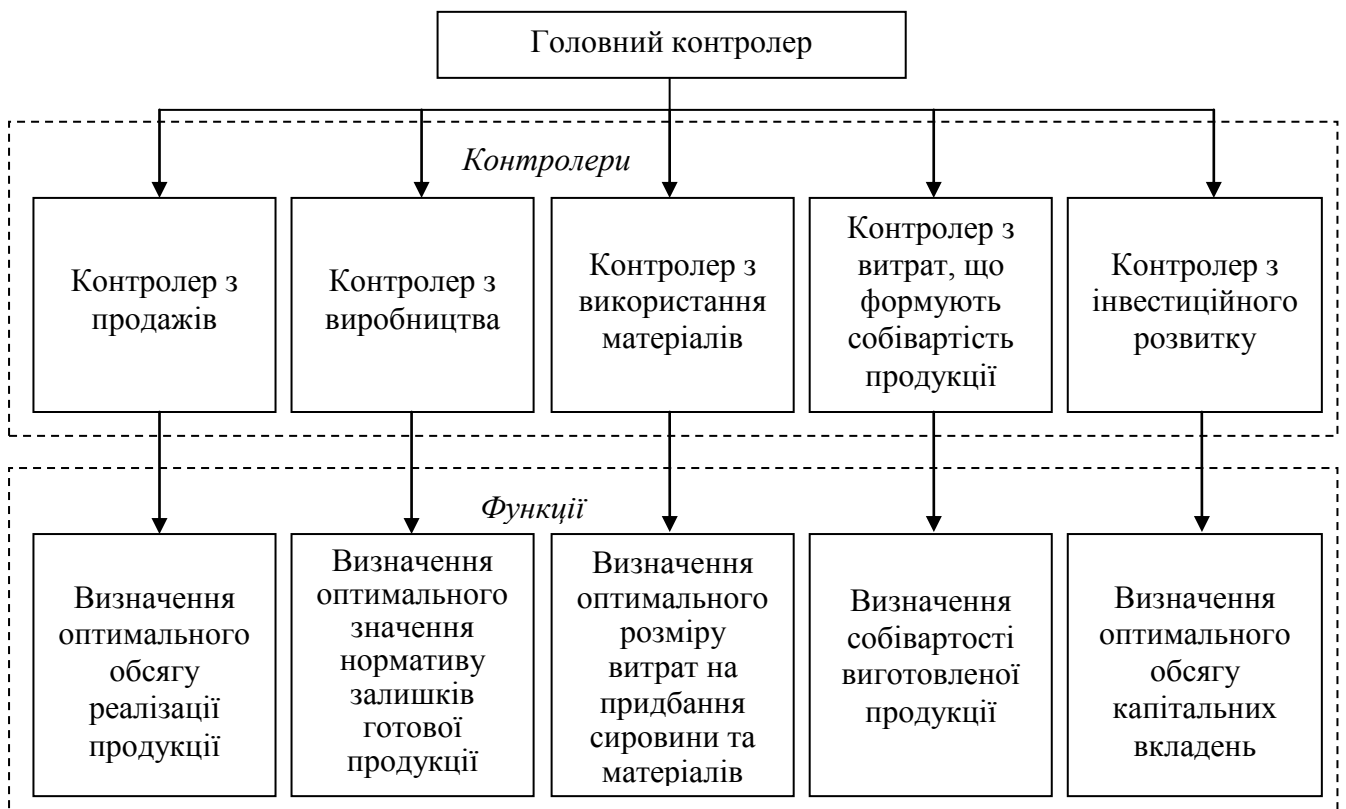 Головний контролер
Контролери
Контролер з
продажів
Контролер з
виробництва
Контролер з
використання
матеріалів
Контролер з
витрат, що
формують
собівартість
продукції
Контролер з
інвестиційного
розвитку
Функції
Визначення
оптимального
обсягу
реалізації
продукції
Визначення
оптимального
значення
нормативу
залишків
готової
продукції
Визначення
оптимального
розміру
витрат на
придбання
сировини та
матеріалів
Визначення
собівартості
виготовленої
продукції
Визначення
оптимального
обсягу
капітальних
вкладень